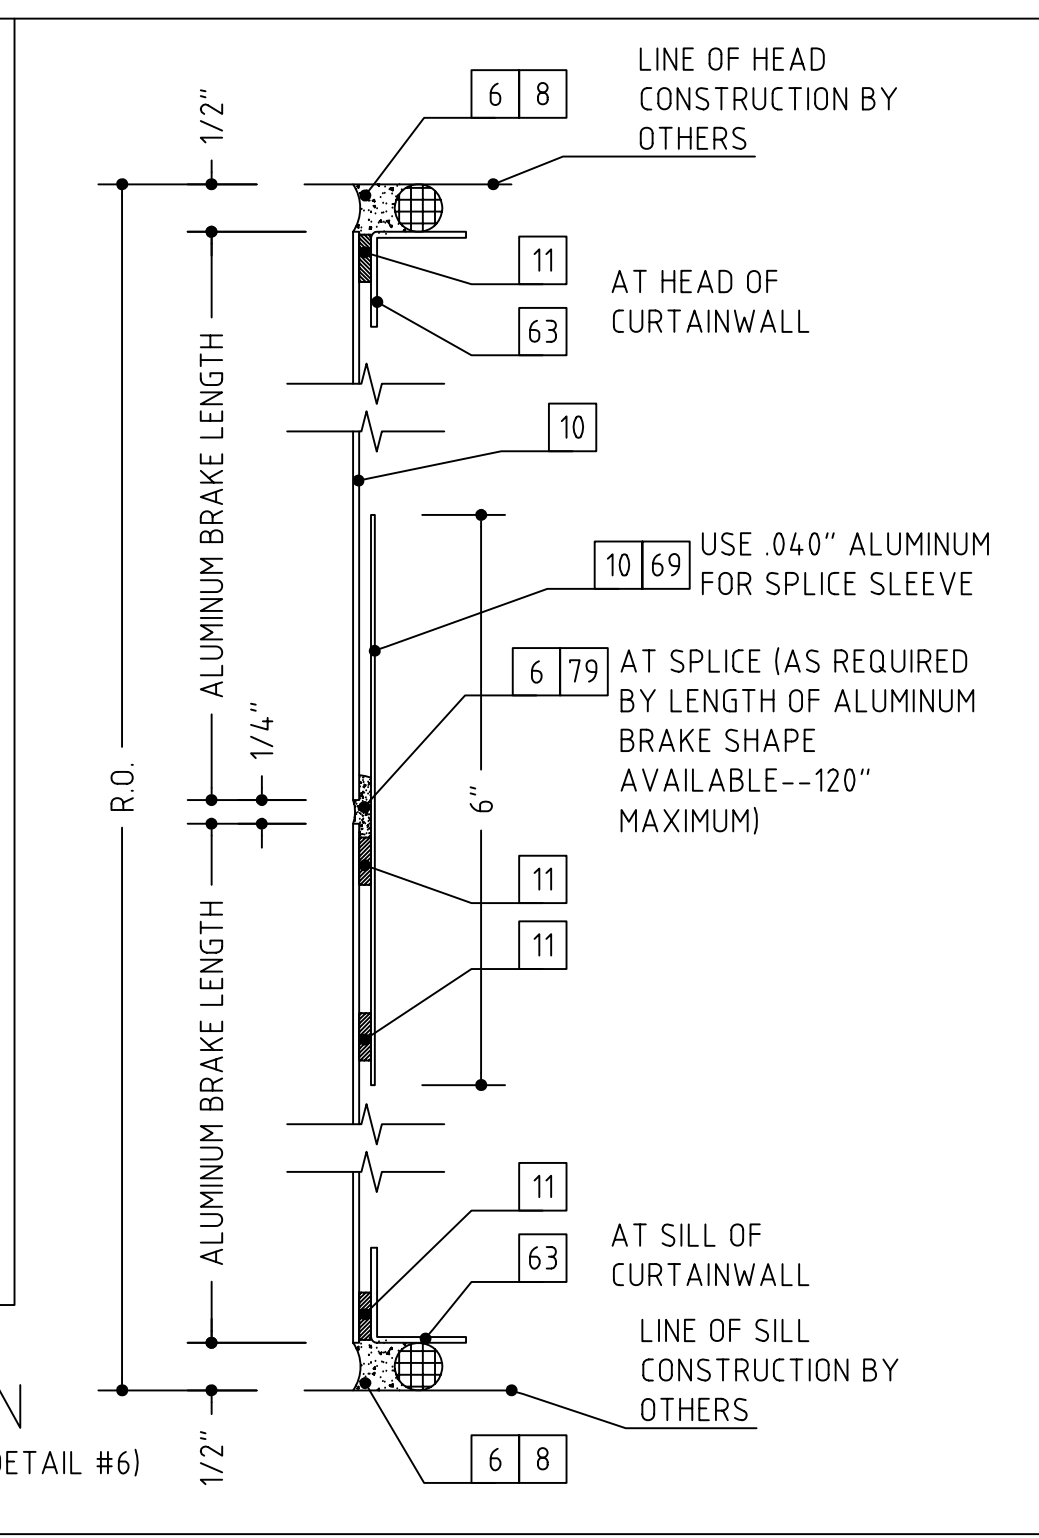 1/2"
6 8
LINE OF HEAD
CONSTRUCTION BY
OTHERS
11
AT HEAD OF
CURTAINWALL
63
ALUMINUM BRAKE LENGTH
10
10 69
USE .040" ALUMINUM
FOR SPLICE SLEEVE
6 79
AT SPLICE (AS REQUIRED
BY LENGTH OF ALUMINUM
BRAKE SHAPE
AVAILABLE--120"
MAXIMUM)
1/4"
R.O.
6"
11
11
ALUMINUM BRAKE LENGTH
11
63
AT SILL OF
CURTAINWALL
LINE OF SILL
CONSTRUCTION BY
OTHERS
6 8
1/2"
N
DETAIL #6)